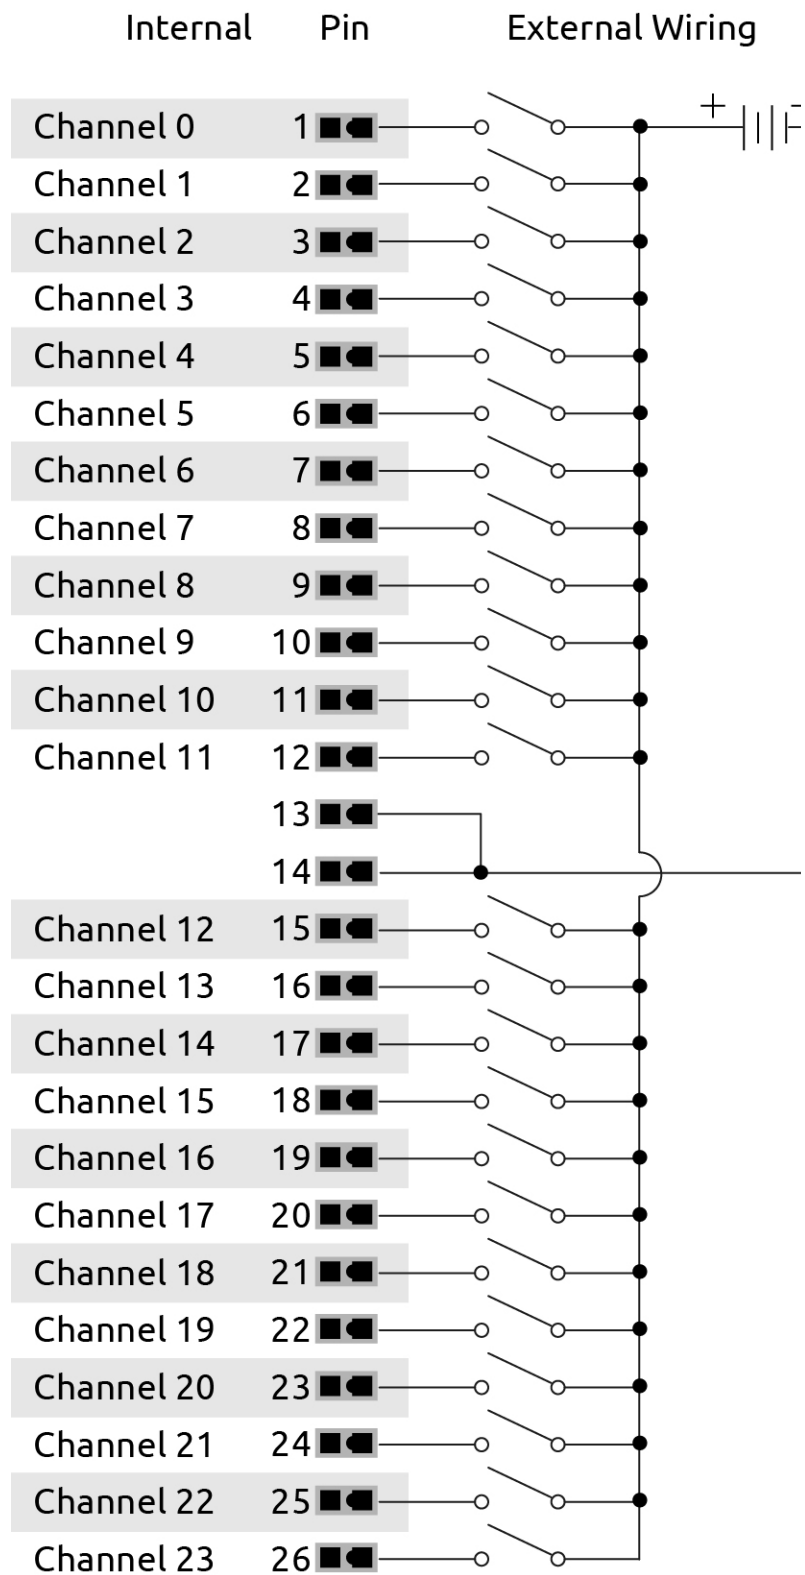 Internal Pin External Wiring
Channel 0 1 + -
Channel 1 2
Channel 2 3
Channel 3 4
Channel 4 5
Channel 5 6
Channel 6 7
Channel 7 8
Channel 8 9
Channel 9 10
Channel 10 11
Channel 11 12
13
14
Channel 12 15
Channel 13 16
Channel 14 17
Channel 15 18
Channel 16 19
Channel 17 20
Channel 18 21
Channel 19 22
Channel 20 23
Channel 21 24
Channel 22 25
Channel 23 26